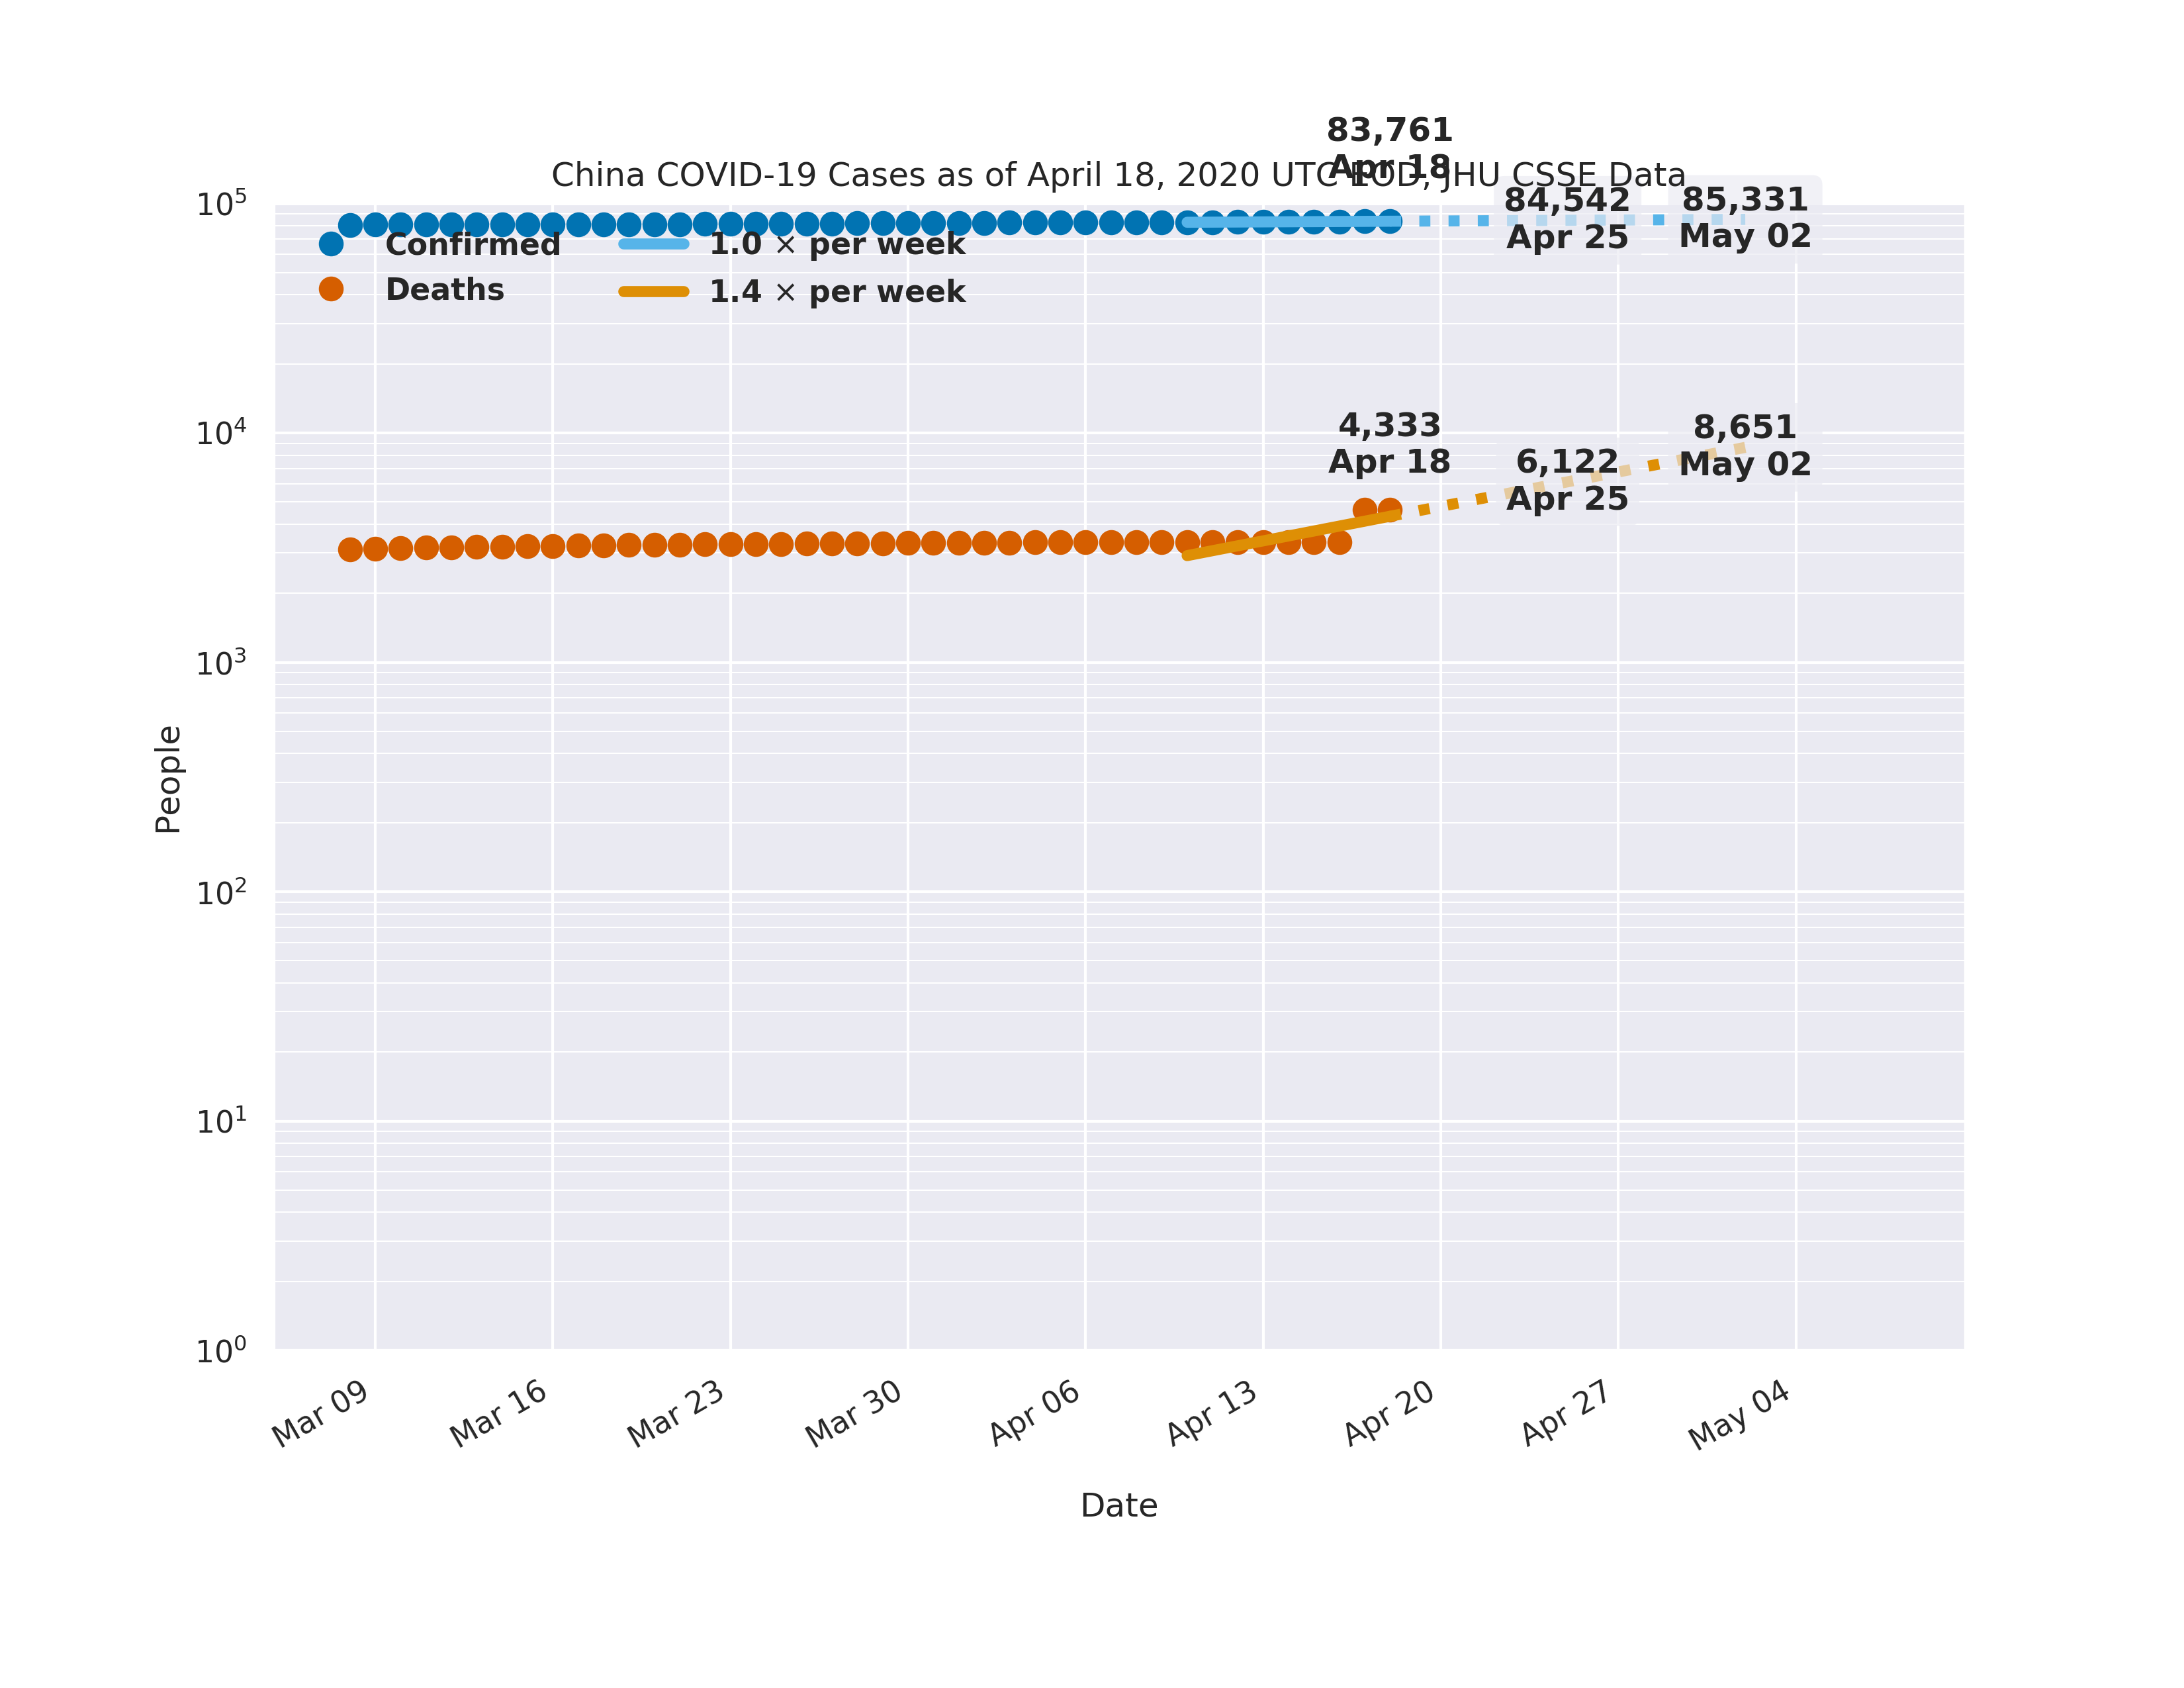 83,761
Apr 18
China COVID-19 Cases as of April 18, 2020 UTC EOD, JHU CSSE Data
84,542
Apr 25
85,331
May 02
Confirmed
Deaths
1.0 × per week
1.4 × per week
4,333
Apr 18
6,122
Apr 25
8,651
May 02
10⁵
10⁴
10³
10²
10¹
10⁰
People
Mar 09
Mar 16
Mar 23
Mar 30
Apr 06
Apr 13
Apr 20
Apr 27
May 04
Date